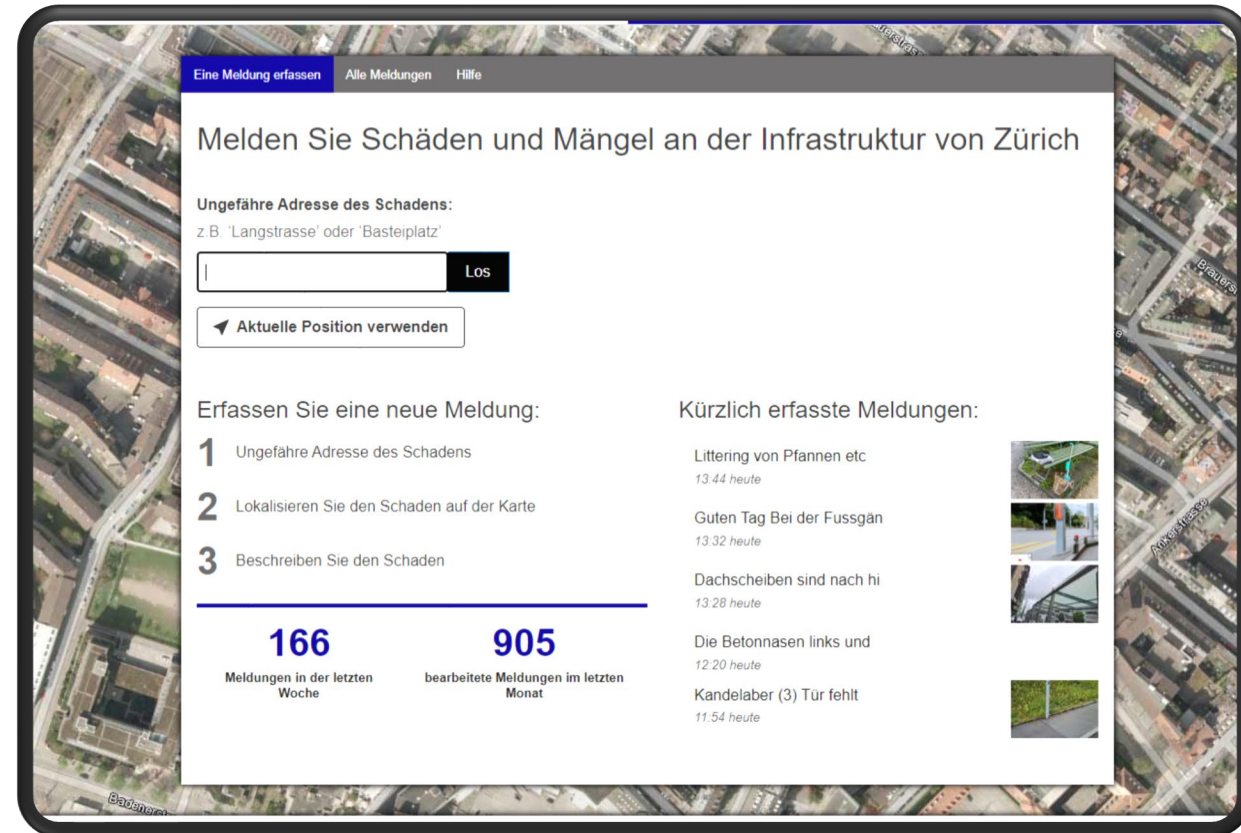 Eine Meldung erfassen Alle Meldungen Hilfe
Melden Sie Schäden und Mängel an der Infrastruktur von Zürich
Ungefähre Adresse des Schadens:
z.B. 'Langstrasse' oder 'Basteiplatz'
Los
Aktuelle Position verwenden
Erfassen Sie eine neue Meldung:
1 Ungefähre Adresse des Schadens
2 Lokalisieren Sie den Schaden auf der Karte
3 Beschreiben Sie den Schaden
166
Meldungen in der letzten
Woche
905
bearbeitete Meldungen im letzten
Monat
Kürzlich erfasste Meldungen:
Littering von Pfannen etc
13:44 heute
Guten Tag Bei der Fussgän
13:32 heute
Dachscheiben sind nach hi
13:28 heute
Die Betonnasen links und
12:20 heute
Kandelaber (3) Tür fehlt
11:54 heute
Ankerstrasse